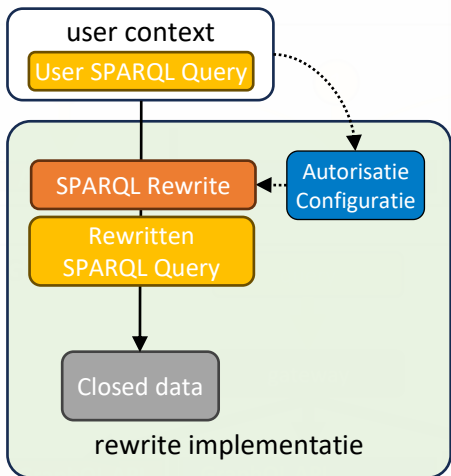 user context
User SPARQL Query
Autorisatie
Configuratie
SPARQL Rewrite
Rewritten
SPARQL Query
Closed data
rewrite implementatie